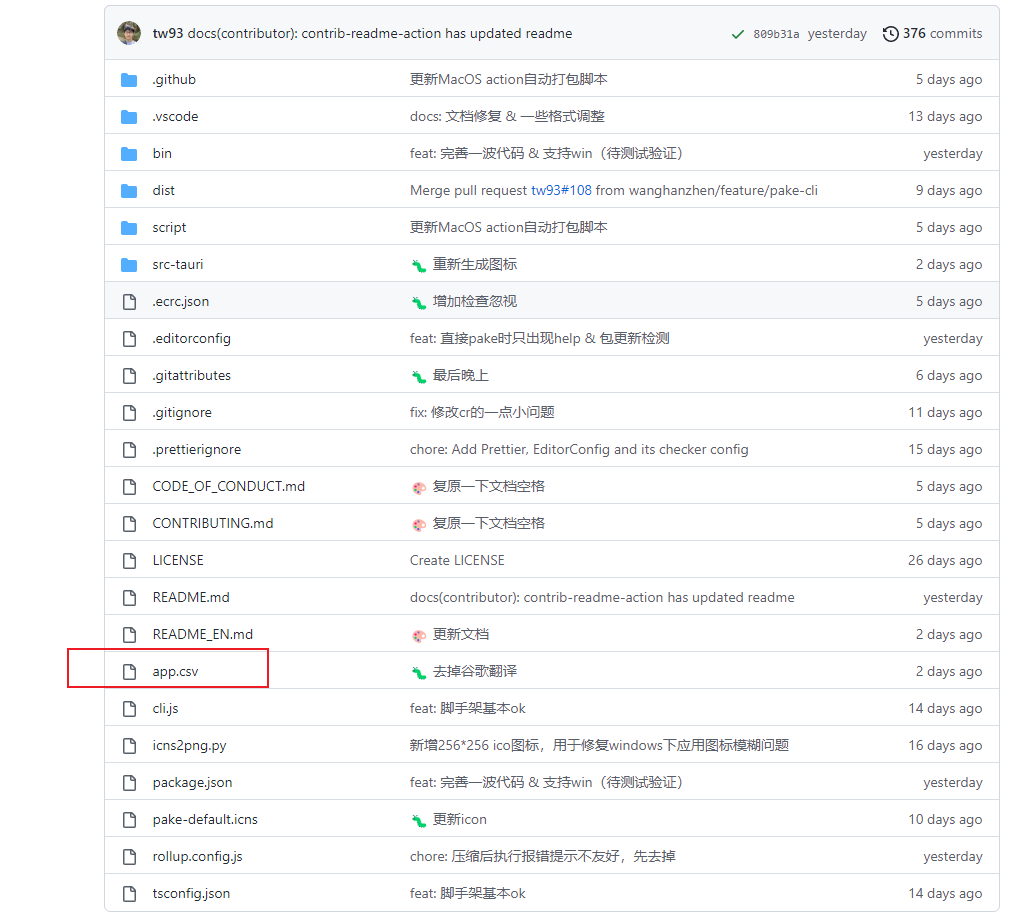 tw93 docs(contributor): contrib-readme-action has updated readme 809b31a yesterday 376 commits
.github 更新MacOS action自动打包脚本 5 days ago
.vscode docs: 文档修复 & 一些格式调整 13 days ago
bin feat: 完善一波代码 & 支持win（待测试验证） yesterday
dist Merge pull request tw93#108 from wanghanzhen/feature/pake-cli 9 days ago
script 更新MacOS action自动打包脚本 5 days ago
src-tauri 🐛 重新生成图标 2 days ago
.ecrc.json 🐛 增加检查忽视 5 days ago
.editorconfig feat: 直接pake时只出现help & 包更新检测 yesterday
.gitattributes 🐛 最后晚上 6 days ago
.gitignore fix: 修改cr的一点小问题 11 days ago
.prettierignore chore: Add Prettier, EditorConfig and its checker config 15 days ago
CODE_OF_CONDUCT.md 🎨 复原一下文档空格 5 days ago
CONTRIBUTING.md 🎨 复原一下文档空格 5 days ago
LICENSE Create LICENSE 26 days ago
README.md docs(contributor): contrib-readme-action has updated readme yesterday
README_EN.md 🎨 更新文档 2 days ago
app.csv 🐛 去掉谷歌翻译 2 days ago
cli.js feat: 脚手架基本ok 14 days ago
icns2png.py 新增256*256 ico图标，用于修复windows下应用图标模糊问题 16 days ago
package.json feat: 完善一波代码 & 支持win（待测试验证） yesterday
pake-default.icns 🐛 更新icon 10 days ago
rollup.config.js chore: 压缩后执行报错提示不友好，先去掉 yesterday
tsconfig.json feat: 脚手架基本ok 14 days ago